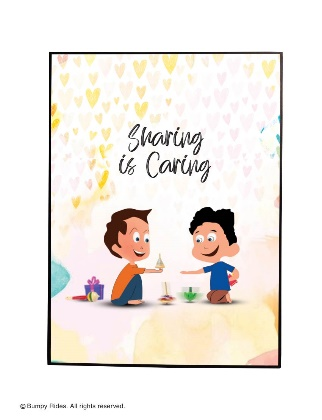 Sharing
is Caring
© Bumpy Rides. All rights reserved.